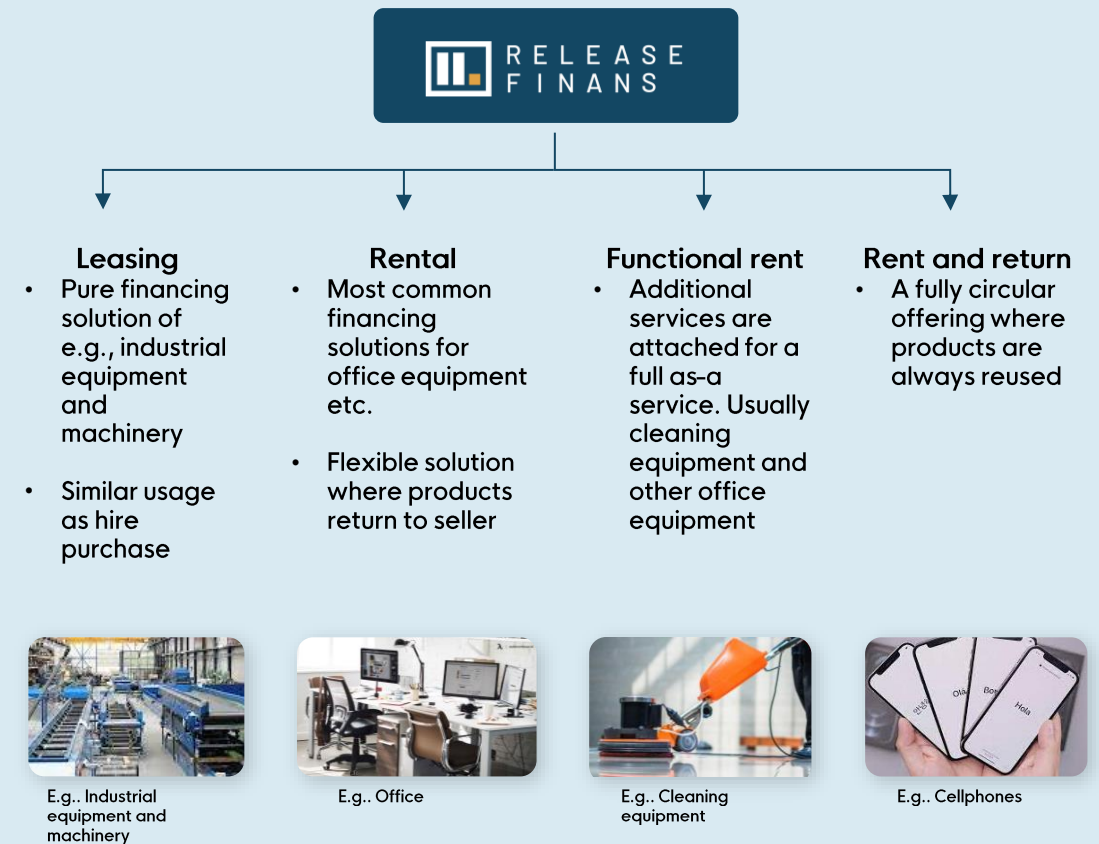 RELEASE
FINANS
Leasing
• Pure financing
solution of
e.g., industrial
equipment
and
machinery
• Similar usage
as hire
purchase
Rental
• Most common
financing
solutions for
office equipment
etc.
• Flexible solution
where products
return to seller
Functional rent
• Additional
services are
attached for a
full as-a
service. Usually
cleaning
equipment and
other office
equipment
Rent and return
• A fully circular
offering where
products are
always reused
Hola
E.g.. Industrial
equipment and
machinery
E.g.. Office
E.g.. Cleaning
equipment
E.g.. Cellphones